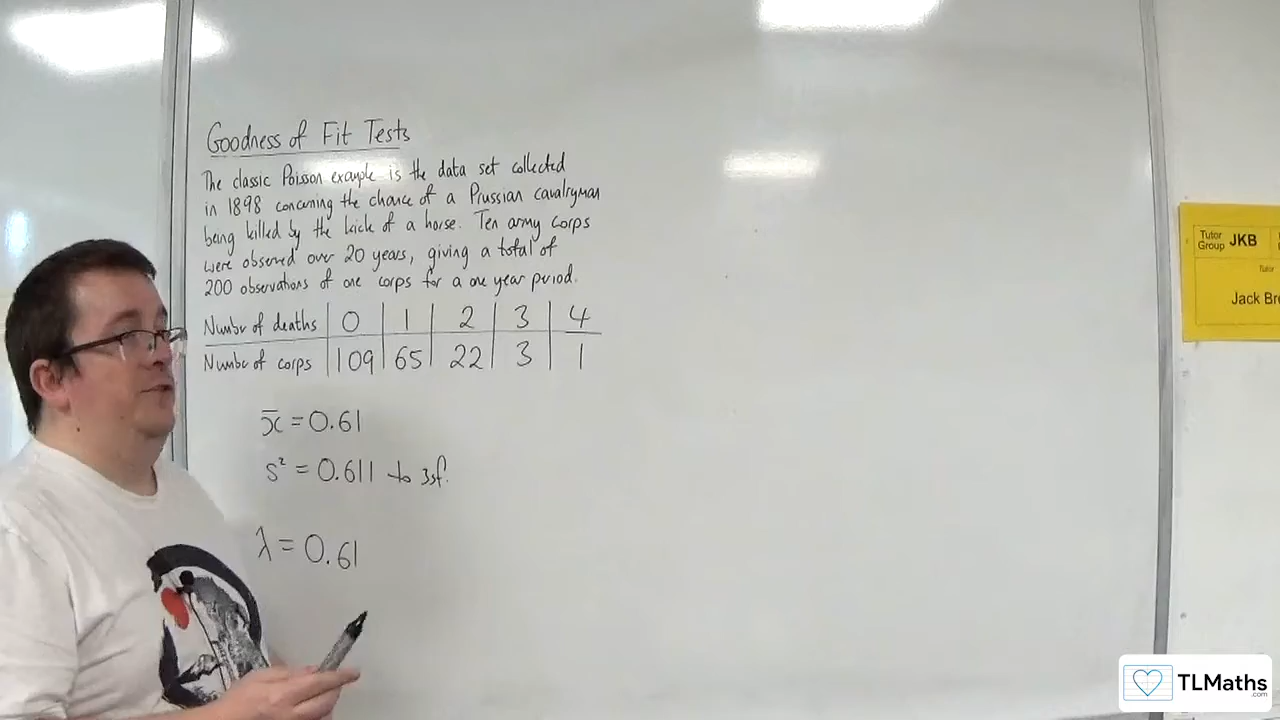 Goodness of Fit Tests
The classic Poisson example is the data set collected
in 1898 concerning the chance of a Prussian cavalryman
being killed by the kick of a horse. Ten army corps
were observed over 20 years, giving a total of
200 observations of one corps for a one year period.
Number of deaths 0 1 2 3 4
Number of corps 109 65 22 3 1
x̄ = 0.61
s² = 0.611 to 3sf.
λ = 0.61
Tutor
Group JKB
Tutor
Jack Bre
TLMaths
.com